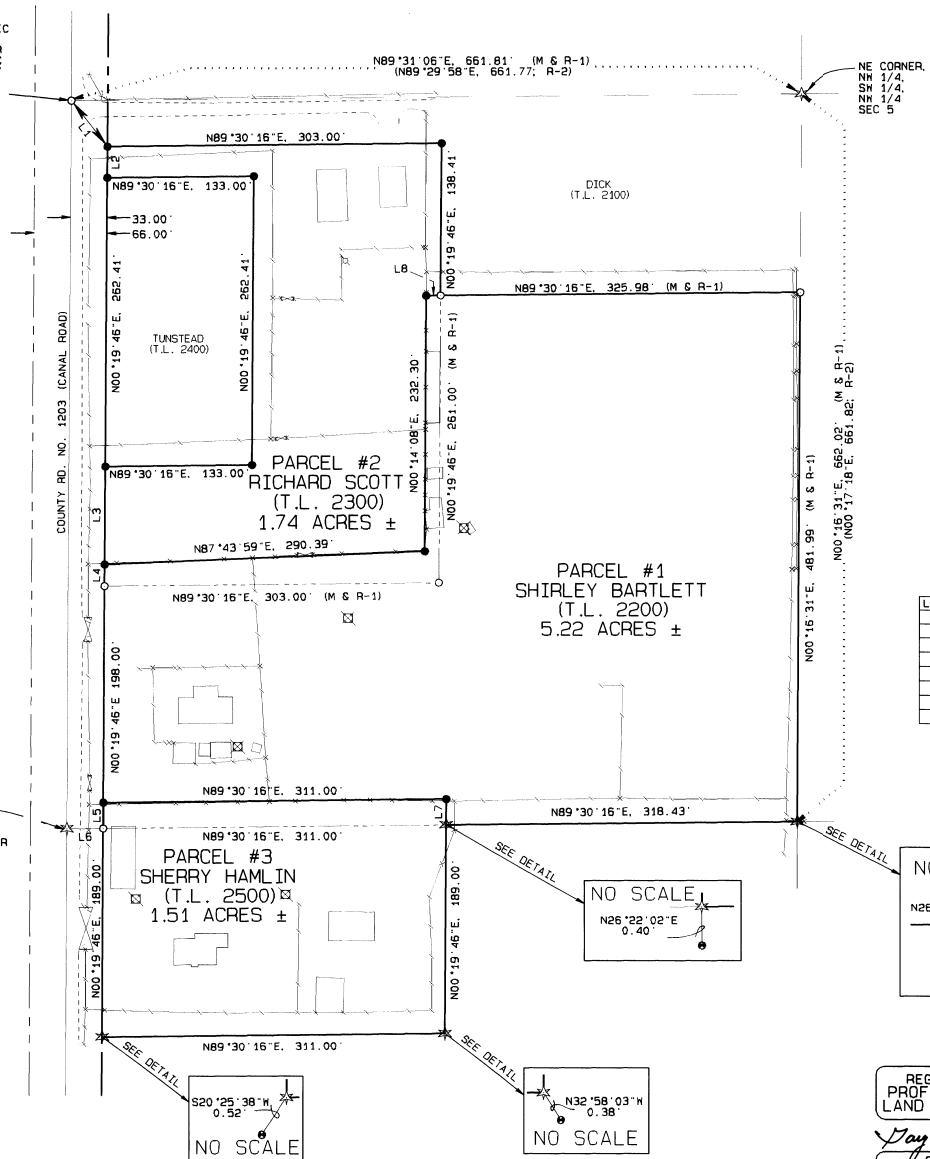 C
R
N89°31'06"E, 661.81' (M & R-1)
(N89°29'58"E, 661.77; R-2)
NE CORNER,
NW 1/4,
SW 1/4,
NW 1/4
SEC 5
L1
L2
N89°30'16"E, 303.00'
N89°30'16"E, 133.00'
N00°19'46"E, 138.41'
DICK
(T.L. 2100)
33.00'
66.00'
L8
N89°30'16"E, 325.98' (M & R-1)
N00°19'46"E, 262.41'
TUNSTEAD
(T.L. 2400)
N00°19'46"E, 262.41'
COUNTY RD. NO. 1203 (CANAL ROAD)
N00°14'08"E, 232.30'
N00°19'46"E, 261.00' (M & R-1)
N00°16'31"E, 481.99' (M & R-1)
N00°16'31"E, 662.02' (M & R-1)
(N00°17'18"E, 661.82; R-2)
N89°30'16"E, 133.00'
PARCEL #2
RICHARD SCOTT
(T.L. 2300)
1.74 ACRES ±
L3
N87°43'59"E, 290.39'
L4
N89°30'16"E, 303.00' (M & R-1)
PARCEL #1
SHIRLEY BARTLETT
(T.L. 2200)
5.22 ACRES ±
L
N00°19'46"E 198.00'
N89°30'16"E, 311.00'
L5
L7
N89°30'16"E, 318.43'
L6
N89°30'16"E, 311.00'
R
PARCEL #3
SHERRY HAMLIN
(T.L. 2500)
1.51 ACRES ±
N00°19'46"E, 189.00'
N00°19'46"E, 189.00'
SEE DETAIL
SEE DETAIL
NO SCALE
N26°22'02"E
0.40'
NO
N26
N89°30'16"E, 311.00'
SEE DETAIL
SEE DETAIL
S20°25'38"W
0.52'
NO SCALE
N32°58'03"W
0.38'
NO SCALE
REG
PROF
LAND
Gay